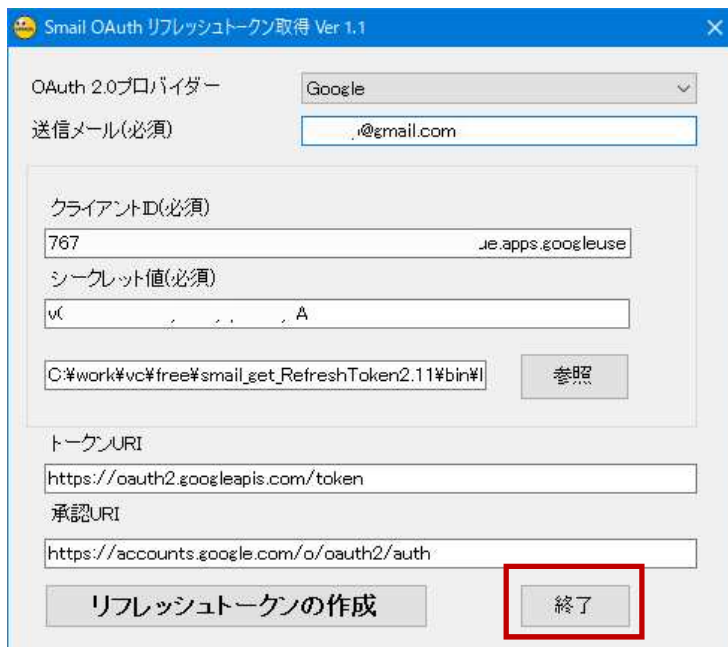 Smail OAuth リフレッシュトークン取得 Ver 1.1
OAuth 2.0プロバイダー Google
送信メール(必須) @gmail.com
クライアントID(必須)
767 ue.apps.googleuse
シークレット値(必須)
v( A
C:¥work¥vc¥free¥smail_get_RefreshToken2.11¥bin¥l 参照
トークンURI
https://oauth2.googleapis.com/token
承認URI
https://accounts.google.com/o/oauth2/auth
リフレッシュトークンの作成 終了